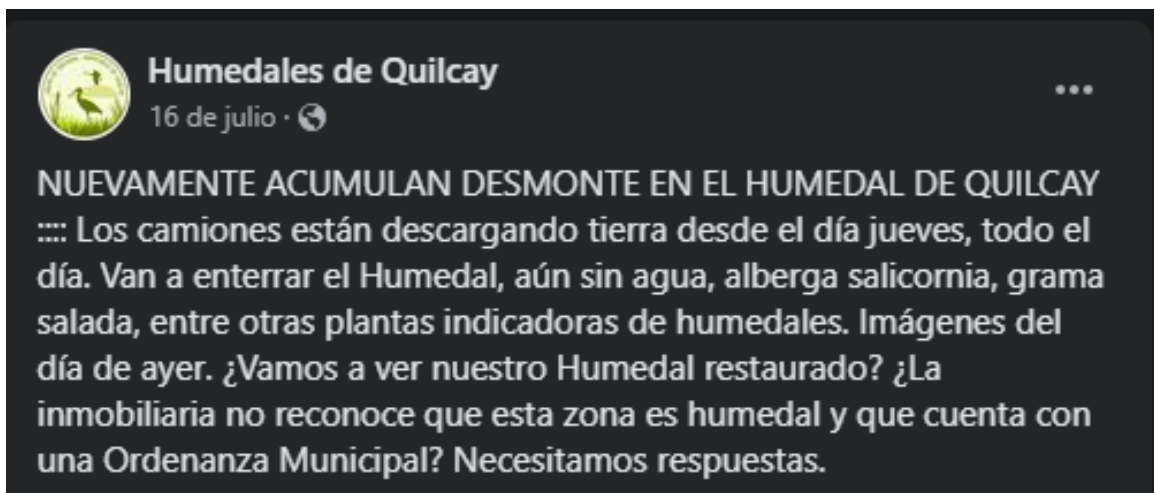 Humedales de Quilcay
16 de julio ·
NUEVAMENTE ACUMULAN DESMONTE EN EL HUMEDAL DE QUILCAY
:::: Los camiones están descargando tierra desde el día jueves, todo el
día. Van a enterrar el Humedal, aún sin agua, alberga salicornia, grama
salada, entre otras plantas indicadoras de humedales. Imágenes del
día de ayer. ¿Vamos a ver nuestro Humedal restaurado? ¿La
inmobiliaria no reconoce que esta zona es humedal y que cuenta con
una Ordenanza Municipal? Necesitamos respuestas.